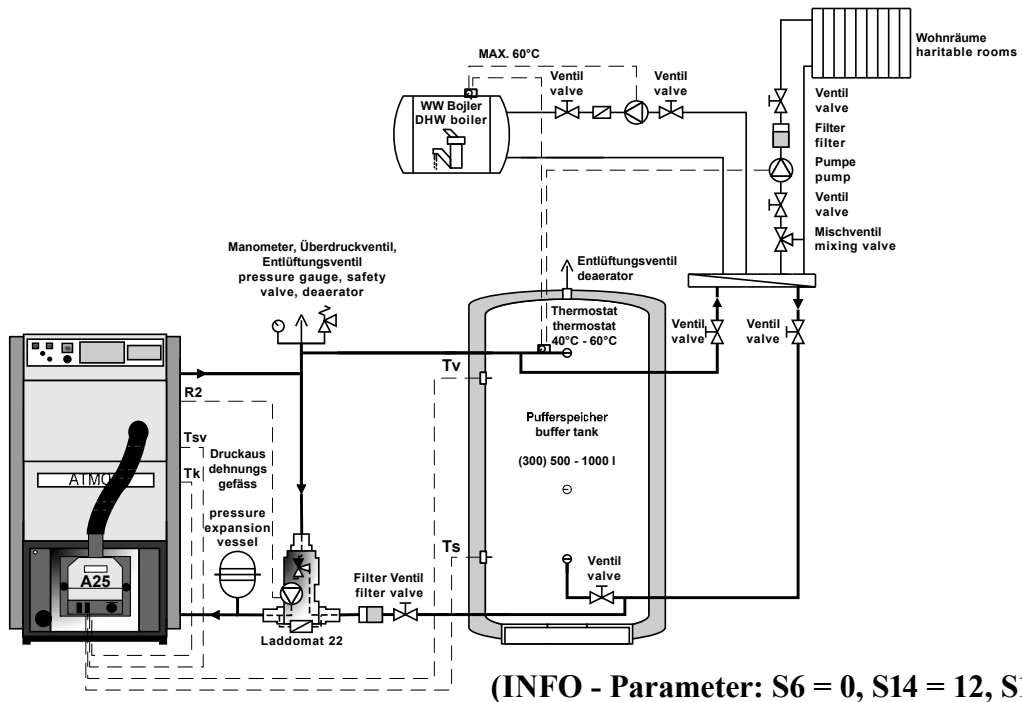 Wohnräume
haritable rooms
MAX. 60°C
Ventil
valve
Ventil
valve
WW Bojler
DHW boiler
Ventil
valve
Filter
filter
Pumpe
pump
Ventil
valve
Mischventil
mixing valve
Manometer, Überdruckventil,
Entlüftungsventil
pressure gauge, safety
valve, deaerator
Entlüftungsventil
deaerator
Thermostat
thermostat
40°C - 60°C
Ventil
valve
Ventil
valve
Tv
R2
Tsv
Tk
Druckaus
dehnungs
gefäss
pressure
expansion
vessel
Pufferspeicher
buffer tank
(300) 500 - 1000 l
Ts
A25
Filter Ventil
filter valve
Ventil
valve
Laddomat 22
(INFO - Parameter: S6 = 0, S14 = 12,